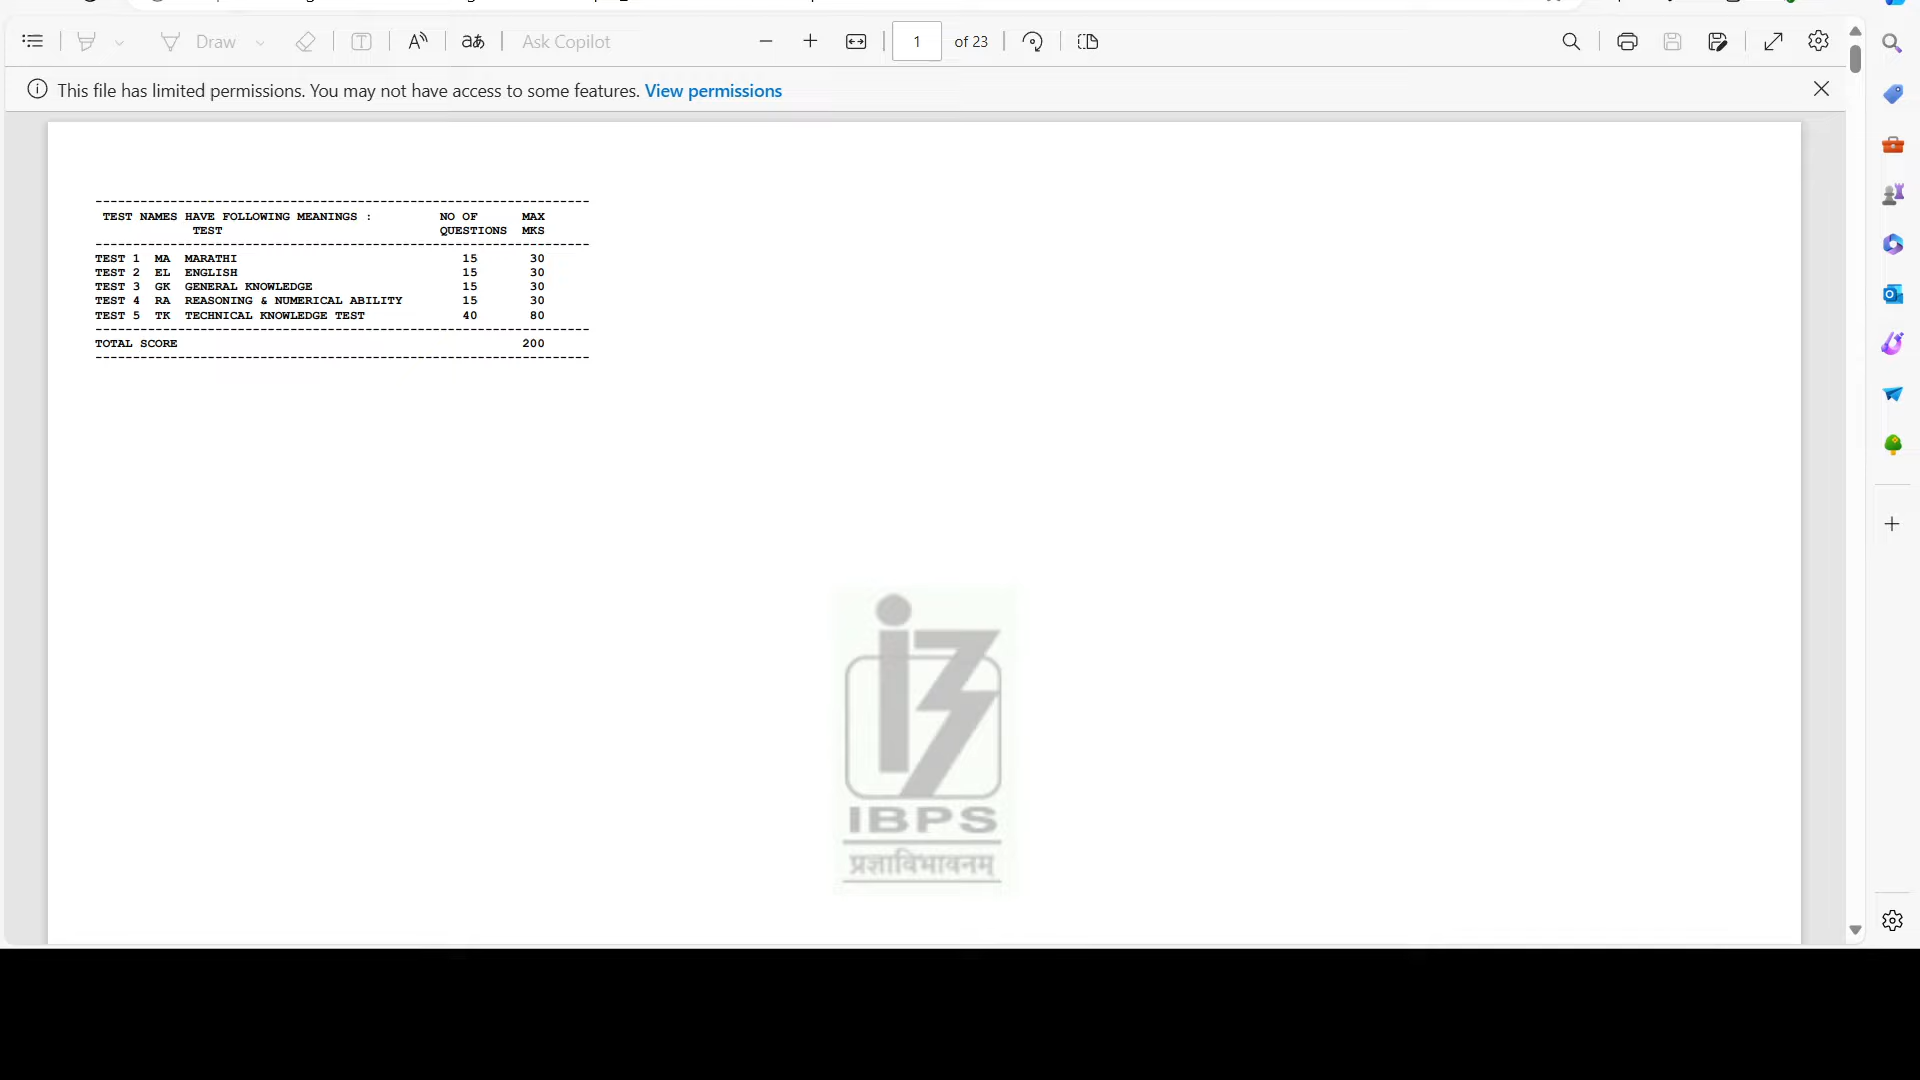 Draw
aあ
Ask Copilot
1
of 23
This file has limited permissions. You may not have access to some features. View permissions
TEST NAMES HAVE FOLLOWING MEANINGS : NO OF MAX
TEST QUESTIONS MKS
TEST 1 MA MARATHI 15 30
TEST 2 EL ENGLISH 15 30
TEST 3 GK GENERAL KNOWLEDGE 15 30
TEST 4 RA REASONING & NUMERICAL ABILITY 15 30
TEST 5 TK TECHNICAL KNOWLEDGE TEST 40 80
TOTAL SCORE 200
IBPS
प्रज्ञाविभावनम्